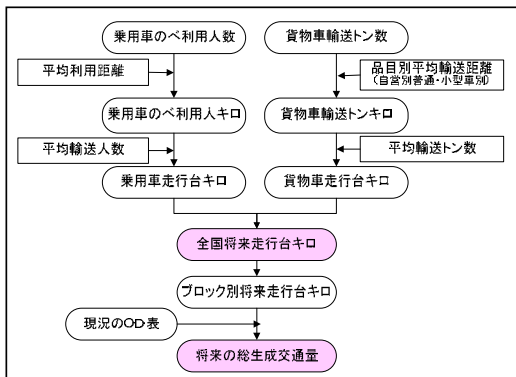 乗用車のべ利用人数
貨物車輸送トン数
平均利用距離
品目別平均輸送距離
(自営別普通・小型車別)
乗用車のべ利用人キロ
貨物車輸送トンキロ
平均輸送人数
平均輸送トン数
乗用車走行台キロ
貨物車走行台キロ
全国将来走行台キロ
ブロック別将来走行台キロ
現況のOD表
将来の総生成交通量